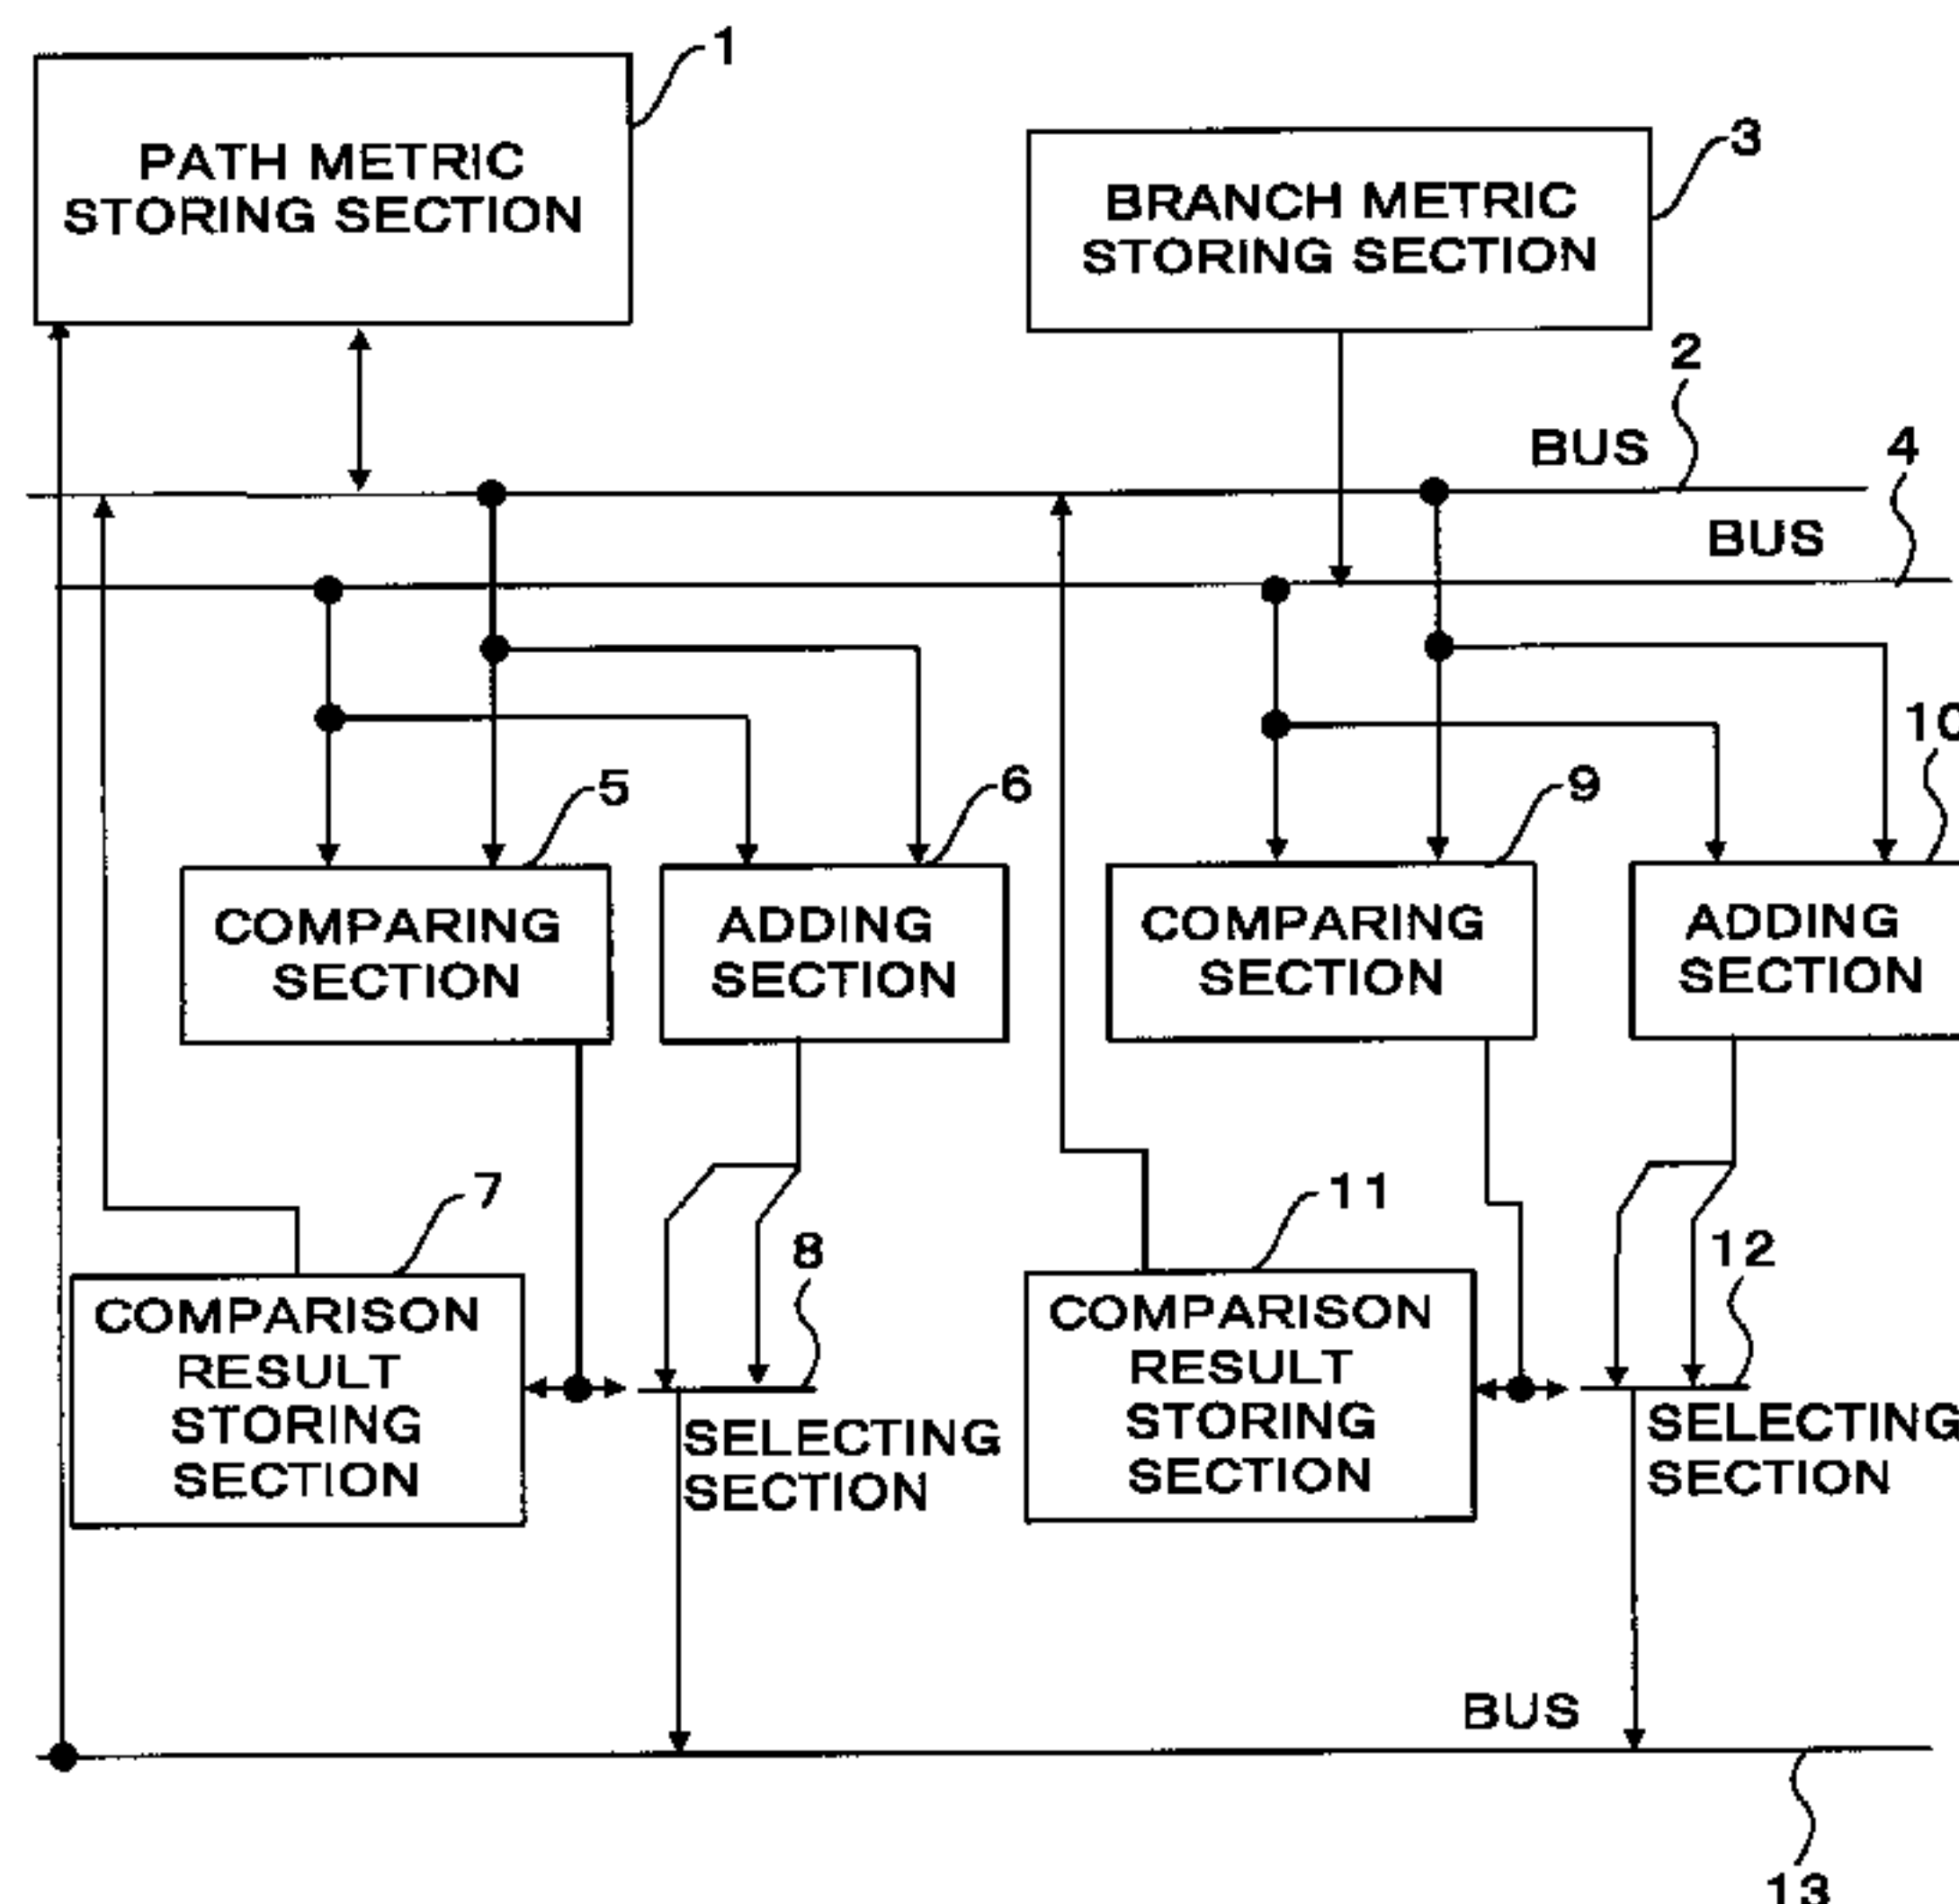 1
PATH METRIC
STORING SECTION
3
BRANCH METRIC
STORING SECTION
2
BUS
4
BUS
5
COMPARING
SECTION
6
ADDING
SECTION
9
COMPARING
SECTION
10
ADDING
SECTION
7
COMPARISON
RESULT
STORING
SECTION
8
SELECTING
SECTION
11
COMPARISON
RESULT
STORING
SECTION
12
SELECTING
SECTION
BUS
13